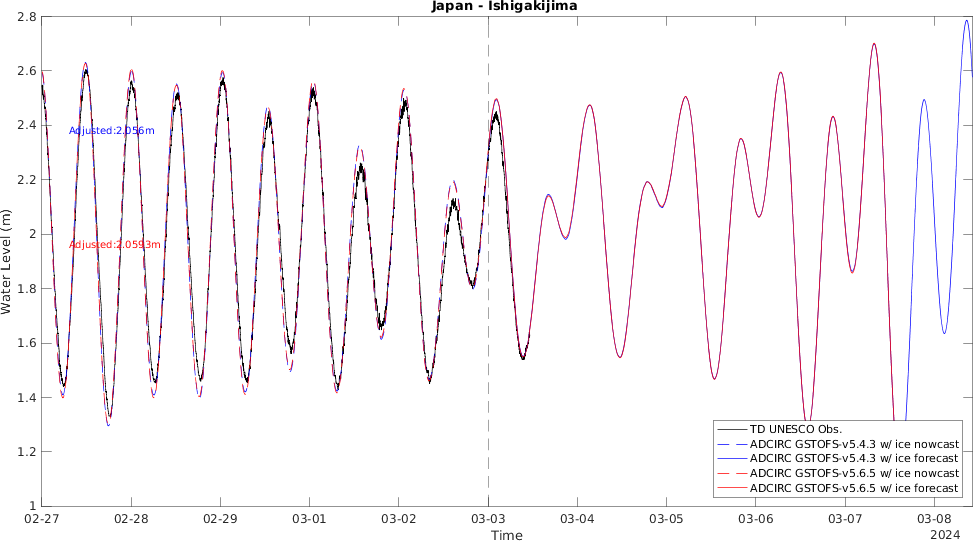 Japan - Ishigakijima
2.8
2.6
2.4
2.2
2
1.8
1.6
1.4
1.2
1
Water Level (m)
Adjusted:2.056m
Adjusted:2.0593m
TD UNESCO Obs.
ADCIRC GSTOFS-v5.4.3 w/ ice nowcast
ADCIRC GSTOFS-v5.4.3 w/ ice forecast
ADCIRC GSTOFS-v5.6.5 w/ ice nowcast
ADCIRC GSTOFS-v5.6.5 w/ ice forecast
02-27 02-28 02-29 03-01 03-02 03-03 03-04 03-05 03-06 03-07 03-08
Time 2024